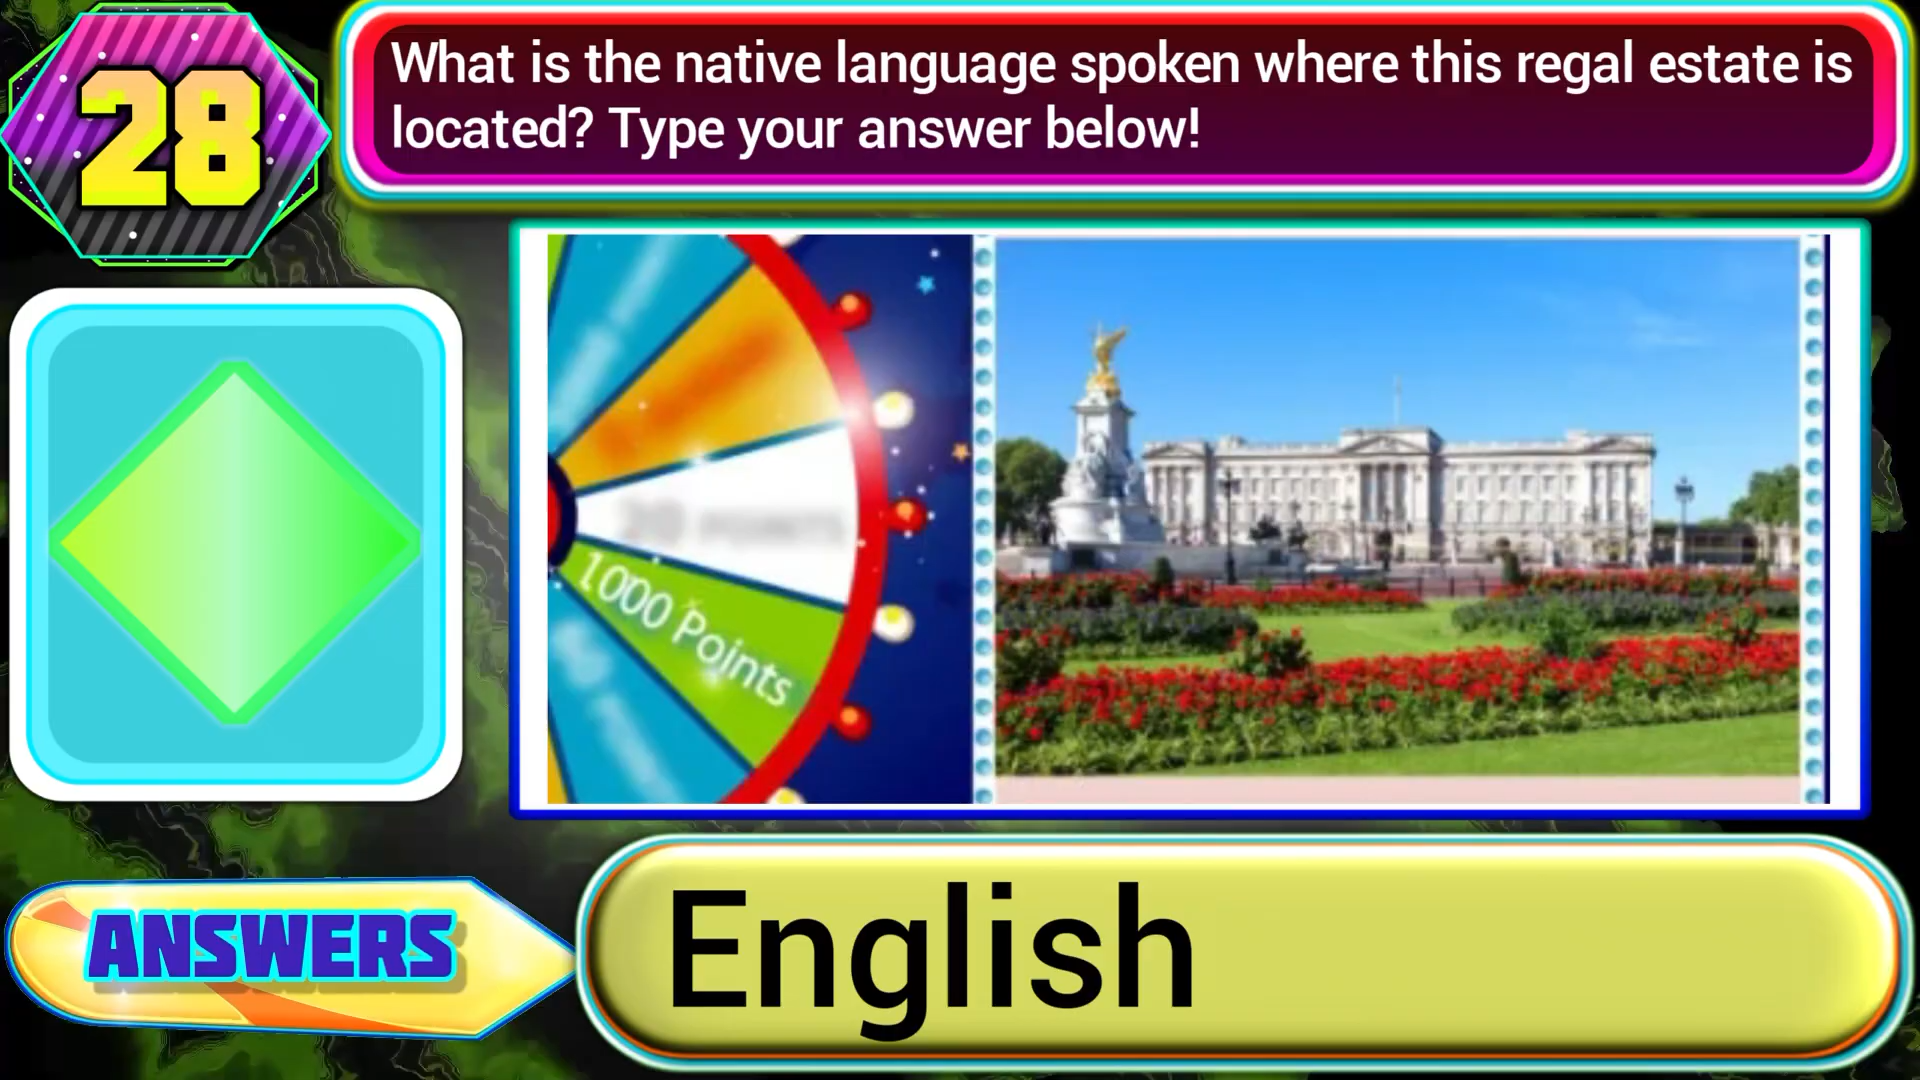 28
What is the native language spoken where this regal estate is
located? Type your answer below!
1000 Points
ANSWERS
English